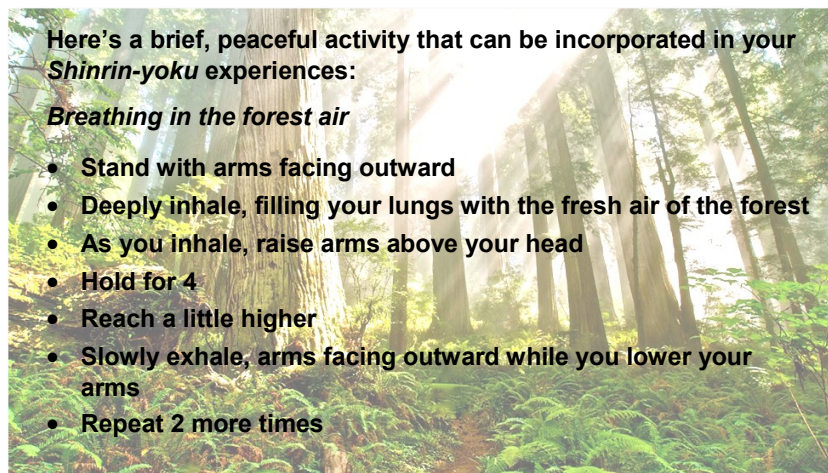 Here's a brief, peaceful activity that can be incorporated in your
Shinrin-yoku experiences:
Breathing in the forest air
• Stand with arms facing outward
• Deeply inhale, filling your lungs with the fresh air of the forest
• As you inhale, raise arms above your head
• Hold for 4
• Reach a little higher
• Slowly exhale, arms facing outward while you lower your
arms
• Repeat 2 more times